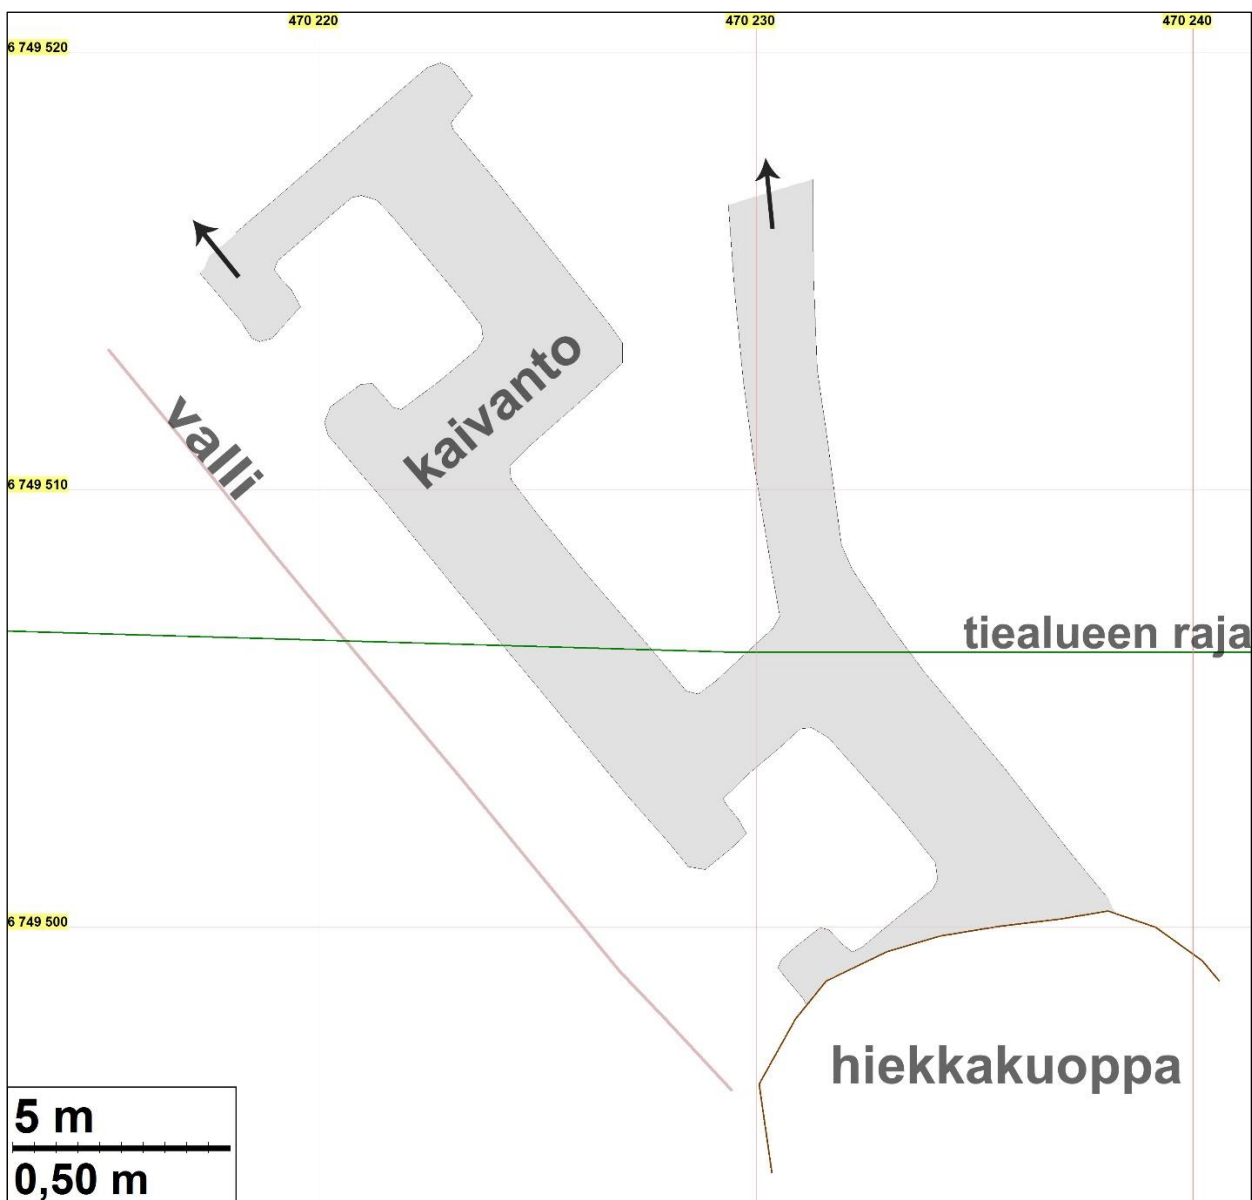 470 220
470 230
470 240
6 749 520
kaivanto
valli
6 749 510
tiealueen raja
6 749 500
hiekkakuoppa
5 m
0,50 m